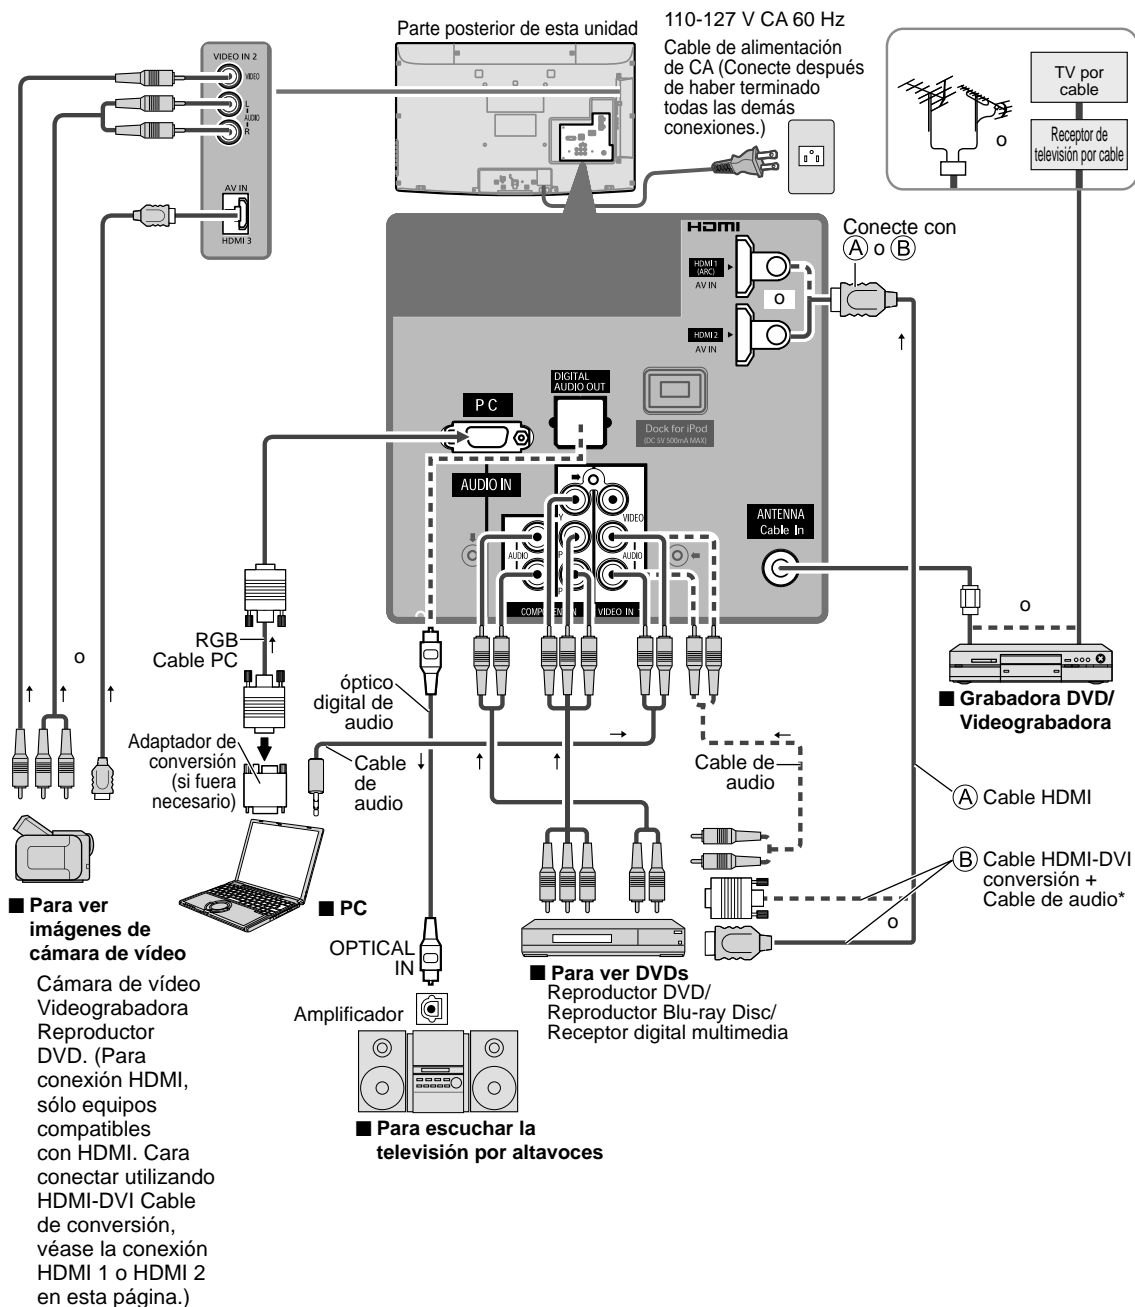 Parte posterior de esta unidad
110-127 V CA 60 Hz
Cable de alimentación
de CA (Conecte después
de haber terminado
todas las demás
conexiones.)
VIDEO IN 2
VIDEO
L
AUDIO
R
AV IN
HDMI 3
TV por
cable
o
Receptor de
televisión por cable
HDMI
HDMI 1
(ARC)
AV IN
o
HDMI 2
AV IN
Conecte con
A o B
PC
DIGITAL
AUDIO OUT
Dock for iPod
(DC 5V 500mA MAX)
AUDIO IN
Y
VIDEO
AUDIO
P
AUDIO
P
COMPONENT IN
VIDEO IN 1
ANTENNA
Cable In
RGB
Cable PC
o
óptico
digital de
audio
Adaptador de
conversión
(si fuera
necesario)
Cable
de
audio
Cable de
audio
o
■ Grabadora DVD/
Videograbadora
A Cable HDMI
B Cable HDMI-DVI
conversión +
Cable de audio*
o
■ Para ver
imágenes de
cámara de vídeo
Cámara de vídeo
Videograbadora
Reproductor
DVD. (Para
conexión HDMI,
sólo equipos
compatibles
con HDMI. Cara
conectar utilizando
HDMI-DVI Cable
de conversión,
véase la conexión
HDMI 1 o HDMI 2
en esta página.)
■ PC
OPTICAL
IN
Amplificador
■ Para escuchar la
televisión por altavoces
■ Para ver DVDs
Reproductor DVD/
Reproductor Blu-ray Disc/
Receptor digital multimedia